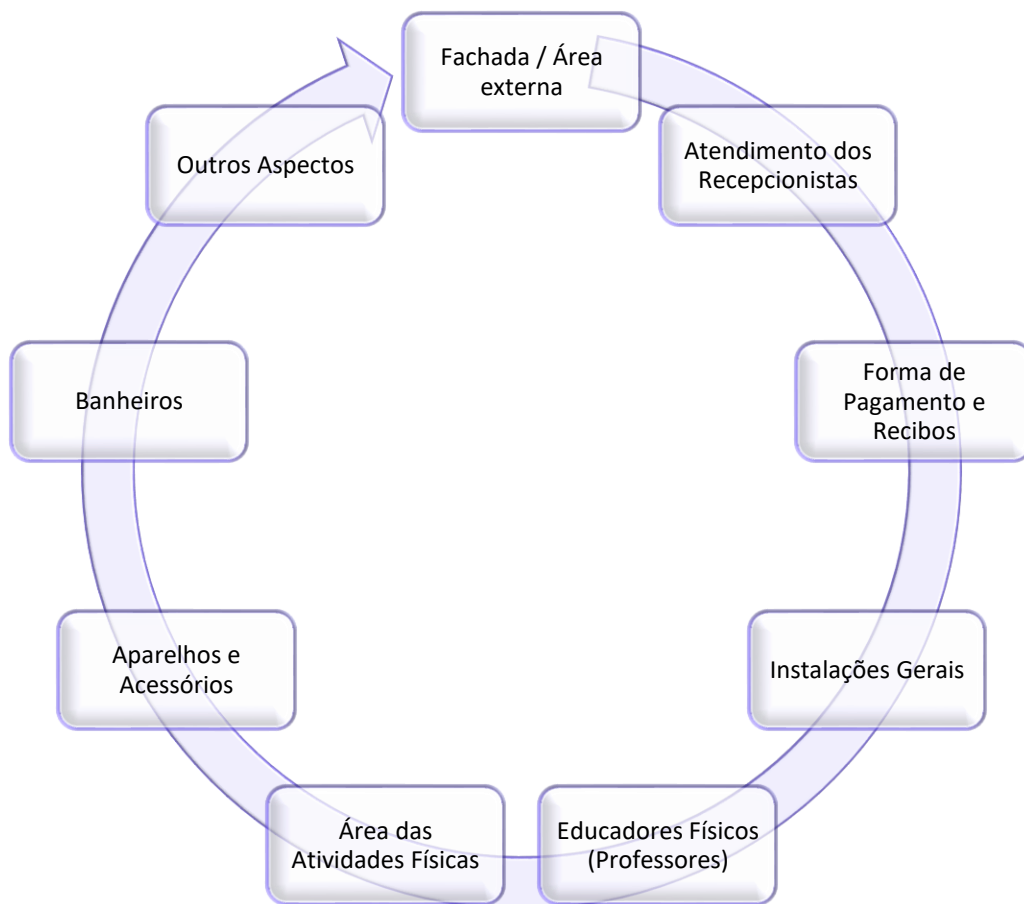 Fachada / Área
externa
Atendimento dos
Recepcionistas
Forma de
Pagamento e
Recibos
Instalações Gerais
Educadores Físicos
(Professores)
Área das
Atividades Físicas
Aparelhos e
Acessórios
Banheiros
Outros Aspectos